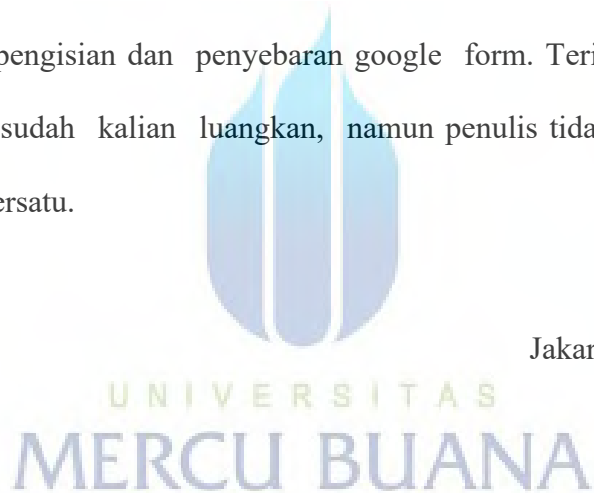 pengisian dan penyebaran google form. Teri
sudah kalian luangkan, namun penulis tida
ersatu.
Jakar
UNIVERSITAS
MERCU BUANA